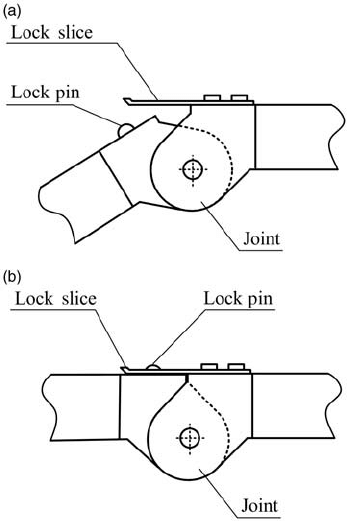 (a)
Lock slice
Lock pin
Joint
(b)
Lock slice Lock pin
Joint